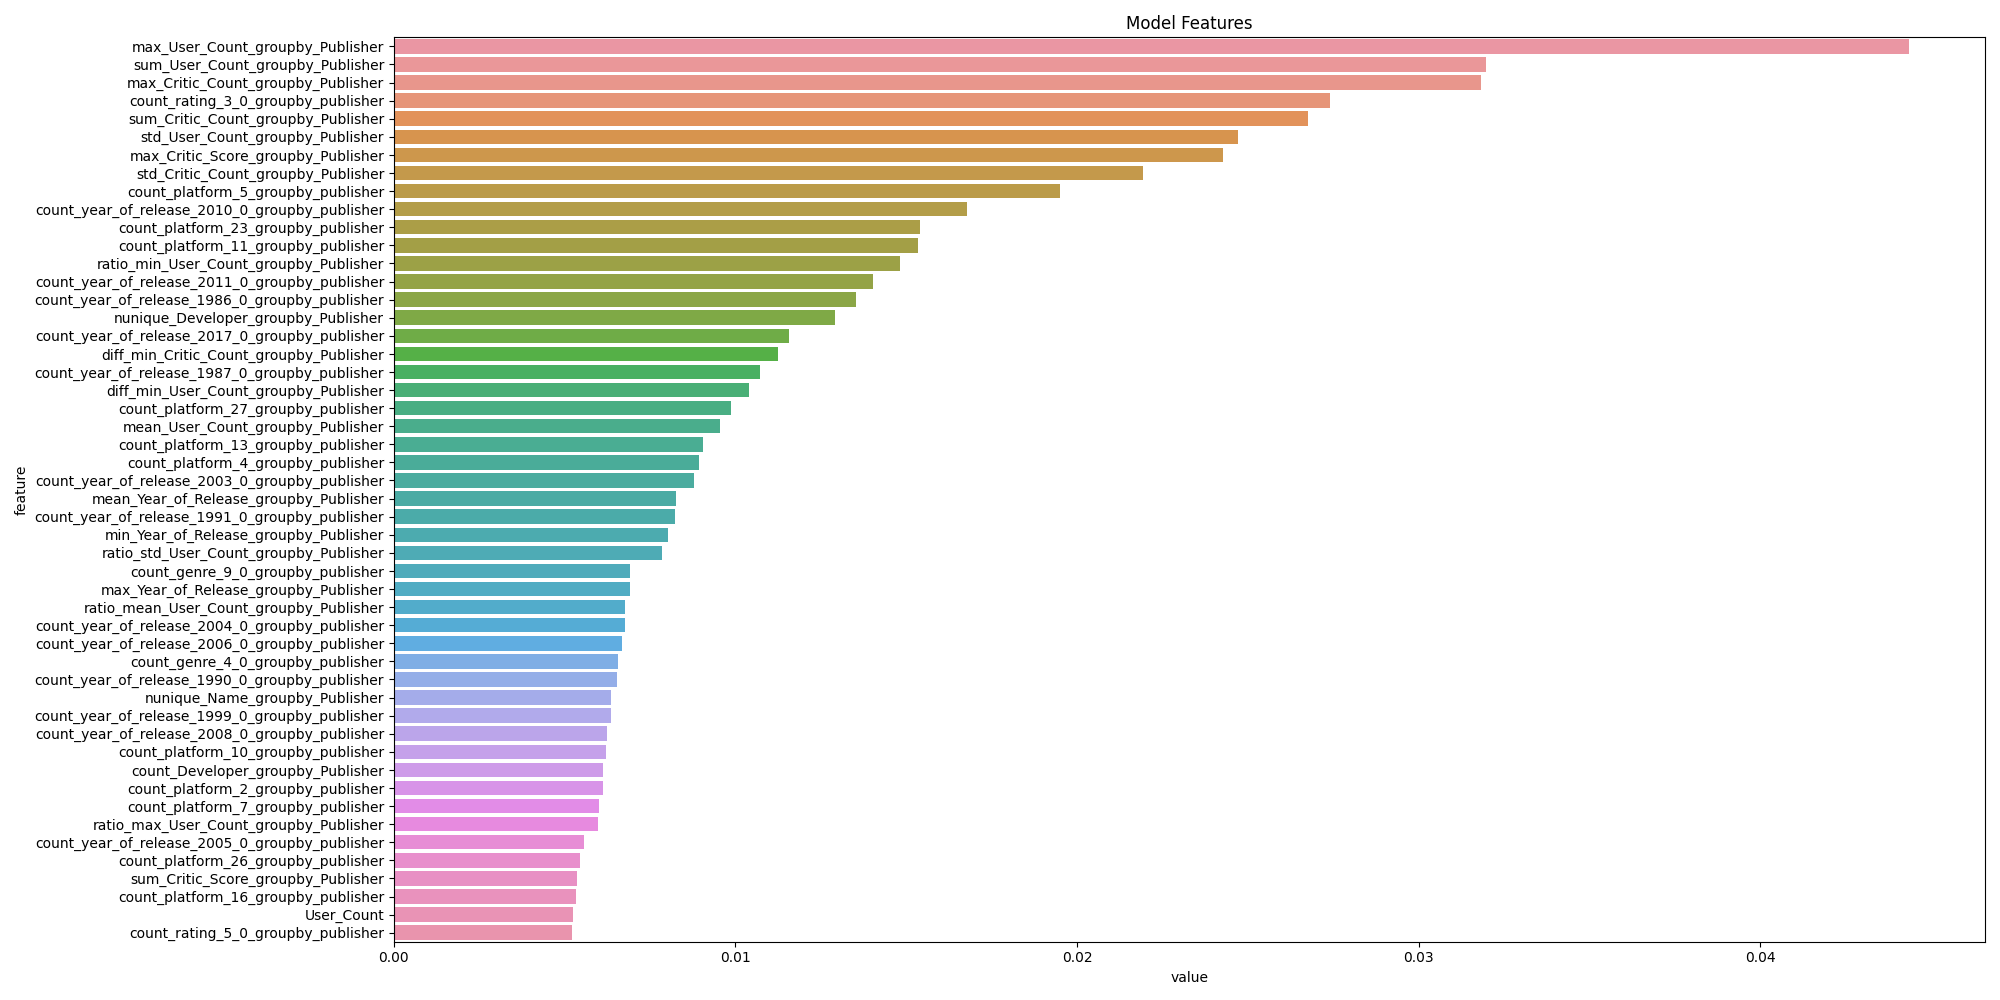 Model Features
max_User_Count_groupby_Publisher
sum_User_Count_groupby_Publisher
max_Critic_Count_groupby_Publisher
count_rating_3_0_groupby_publisher
sum_Critic_Count_groupby_Publisher
std_User_Count_groupby_Publisher
max_Critic_Score_groupby_Publisher
std_Critic_Count_groupby_Publisher
count_platform_5_groupby_publisher
count_year_of_release_2010_0_groupby_publisher
count_platform_23_groupby_publisher
count_platform_11_groupby_publisher
ratio_min_User_Count_groupby_Publisher
count_year_of_release_2011_0_groupby_publisher
count_year_of_release_1986_0_groupby_publisher
nunique_Developer_groupby_Publisher
count_year_of_release_2017_0_groupby_publisher
diff_min_Critic_Count_groupby_Publisher
count_year_of_release_1987_0_groupby_publisher
diff_min_User_Count_groupby_Publisher
count_platform_27_groupby_publisher
mean_User_Count_groupby_Publisher
count_platform_13_groupby_publisher
count_platform_4_groupby_publisher
count_year_of_release_2003_0_groupby_publisher
mean_Year_of_Release_groupby_Publisher
count_year_of_release_1991_0_groupby_publisher
min_Year_of_Release_groupby_Publisher
ratio_std_User_Count_groupby_Publisher
count_genre_9_0_groupby_publisher
max_Year_of_Release_groupby_Publisher
ratio_mean_User_Count_groupby_Publisher
count_year_of_release_2004_0_groupby_publisher
count_year_of_release_2006_0_groupby_publisher
count_genre_4_0_groupby_publisher
count_year_of_release_1990_0_groupby_publisher
nunique_Name_groupby_Publisher
count_year_of_release_1999_0_groupby_publisher
count_year_of_release_2008_0_groupby_publisher
count_platform_10_groupby_publisher
count_Developer_groupby_Publisher
count_platform_2_groupby_publisher
count_platform_7_groupby_publisher
ratio_max_User_Count_groupby_Publisher
count_year_of_release_2005_0_groupby_publisher
count_platform_26_groupby_publisher
sum_Critic_Score_groupby_Publisher
count_platform_16_groupby_publisher
User_Count
count_rating_5_0_groupby_publisher
feature
0.00 0.01 0.02 0.03 0.04
value